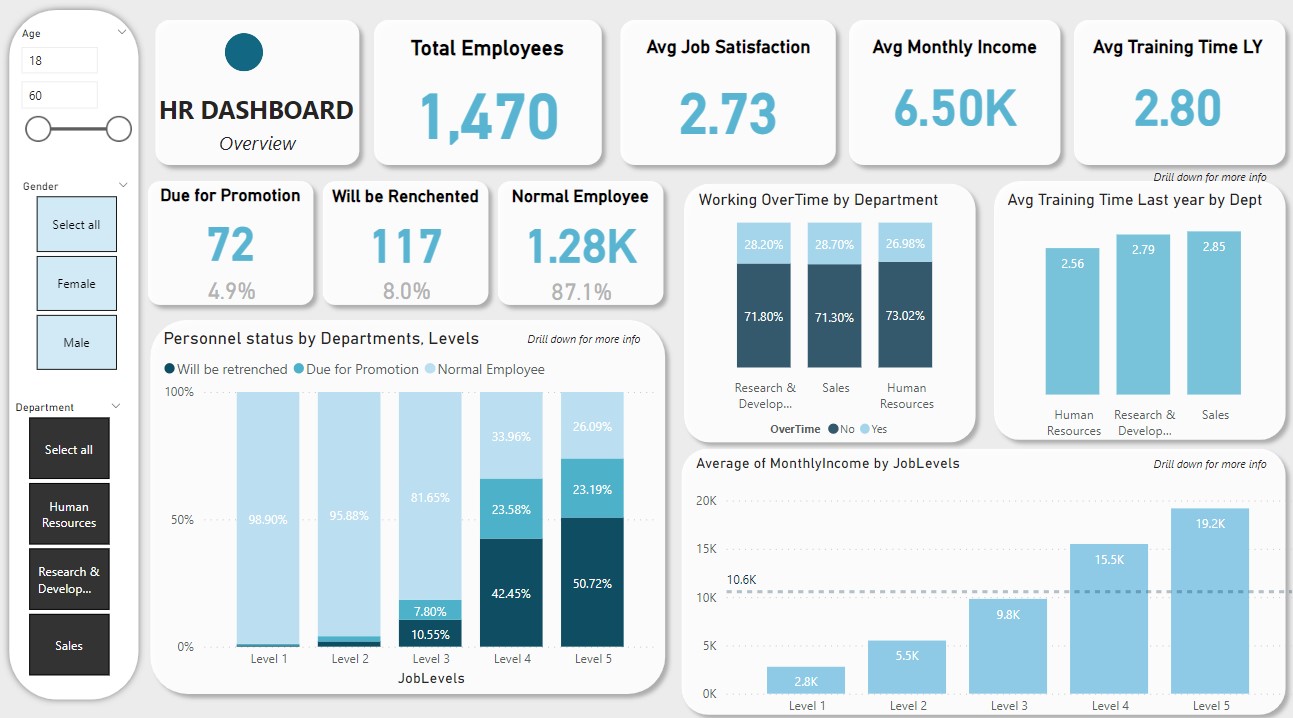 Age
18
60
Gender
Select all
Female
Male
Department
Select all
Human
Resources
Research &
Develop...
Sales
HR DASHBOARD
Overview
Total Employees
1,470
Avg Job Satisfaction
2.73
Avg Monthly Income
6.50K
Avg Training Time LY
2.80
Due for Promotion
72
4.9%
Will be Renchented
117
8.0%
Normal Employee
1.28K
87.1%
Working OverTime by Department
28.20%
28.70%
26.98%
71.80%
71.30%
73.02%
Research &
Develop...
Sales
Human
Resources
OverTime No Yes
Drill down for more info
Avg Training Time Last year by Dept
2.56
2.79
2.85
Human
Resources
Research &
Develop...
Sales
Personnel status by Departments, Levels
Drill down for more info
Will be retrenched Due for Promotion Normal Employee
100%
50%
0%
98.90%
95.88%
81.65%
7.80%
10.55%
33.96%
23.58%
42.45%
26.09%
23.19%
50.72%
Level 1 Level 2 Level 3 Level 4 Level 5
JobLevels
Average of MonthlyIncome by JobLevels
Drill down for more info
20K
15K
10.6K
10K
5K
0K
2.8K
5.5K
9.8K
15.5K
19.2K
Level 1 Level 2 Level 3 Level 4 Level 5